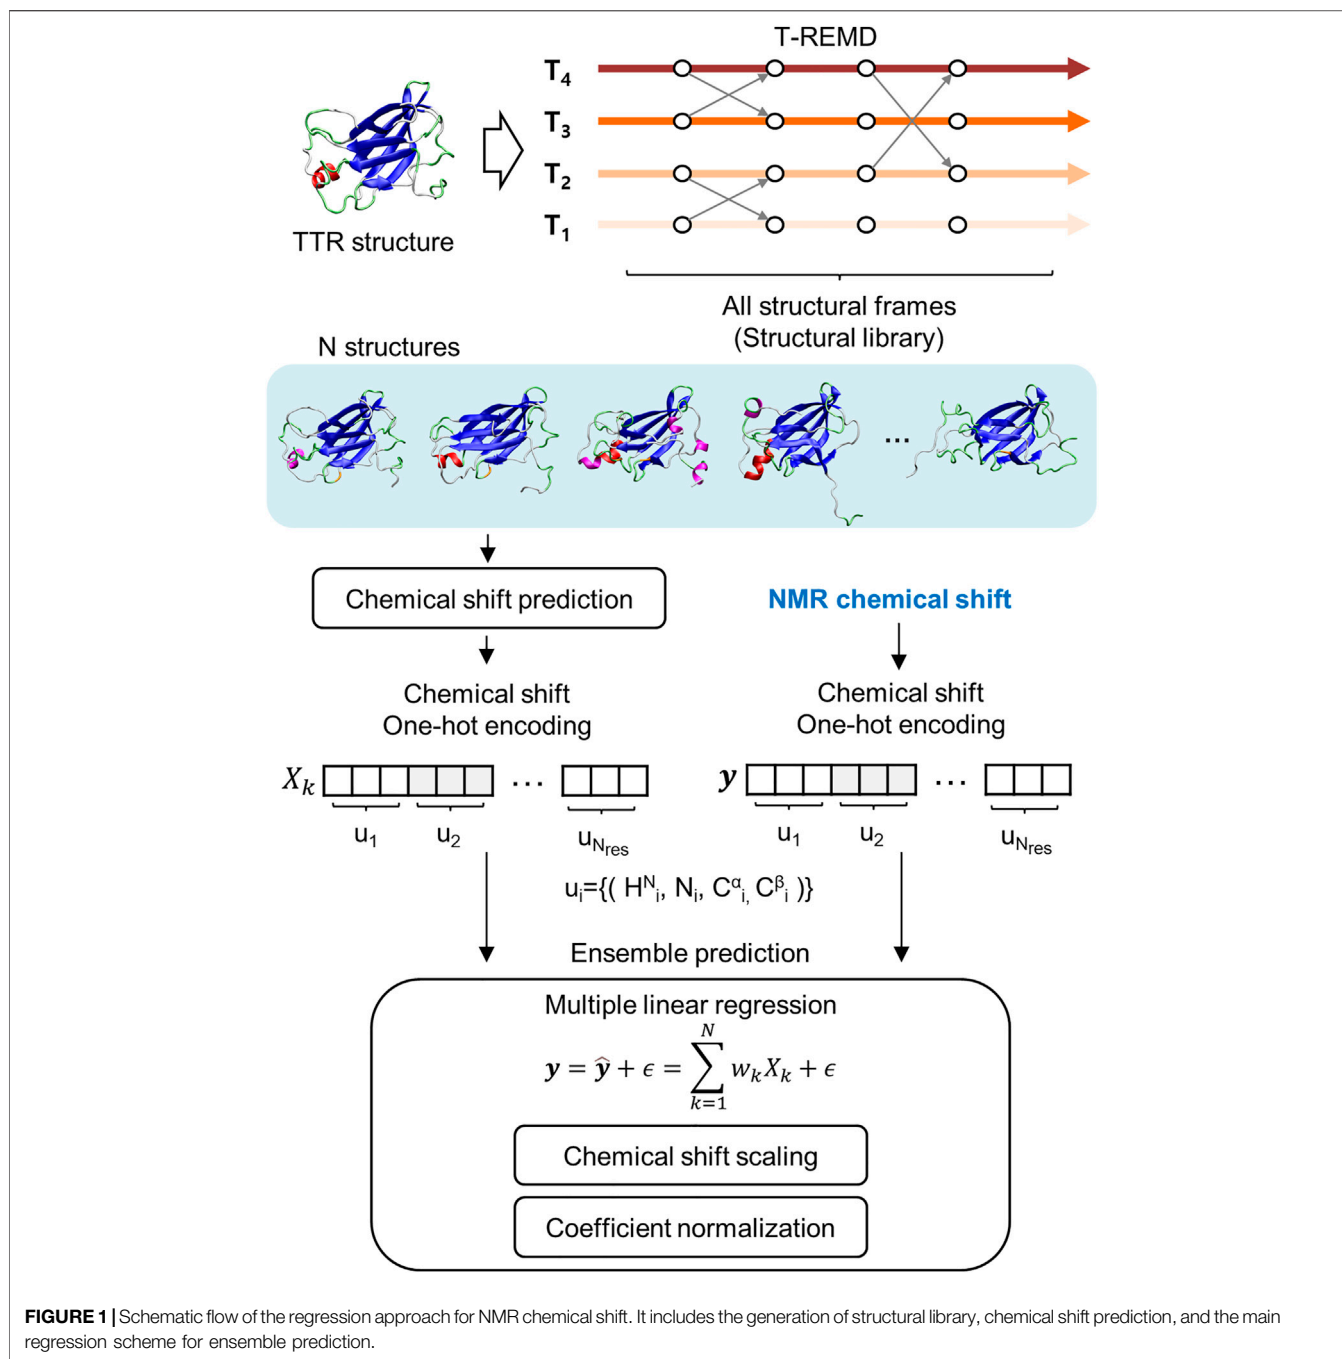 T-REMD
T4
T3
T2
T1
TTR structure
All structural frames
(Structural library)
N structures
...
Chemical shift prediction
NMR chemical shift
Chemical shift
One-hot encoding
Chemical shift
One-hot encoding
Xk ...
y ...
u1 u2 uNres
u1 u2 uNres
ui={( HNi, Ni, Cαi, Cβi )}
Ensemble prediction
Multiple linear regression
y = ŷ + ϵ = ∑k=1N wkXk + ϵ
Chemical shift scaling
Coefficient normalization
FIGURE 1 | Schematic flow of the regression approach for NMR chemical shift. It includes the generation of structural library, chemical shift prediction, and the main
regression scheme for ensemble prediction.